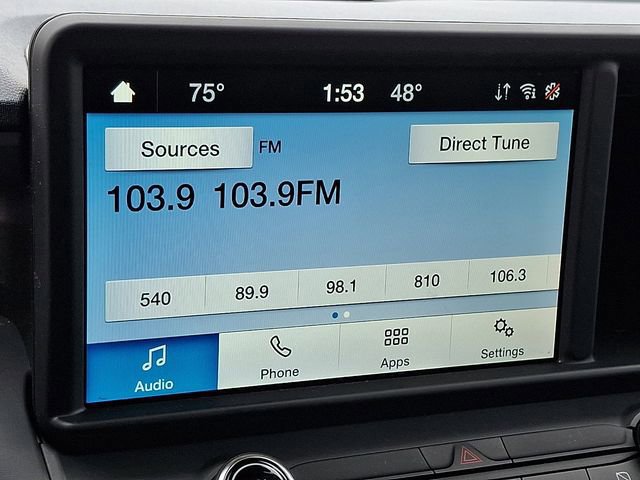 75° 1:53 48°
Sources FM Direct Tune
103.9 103.9FM
540 89.9 98.1 810 106.3
Audio Phone Apps Settings